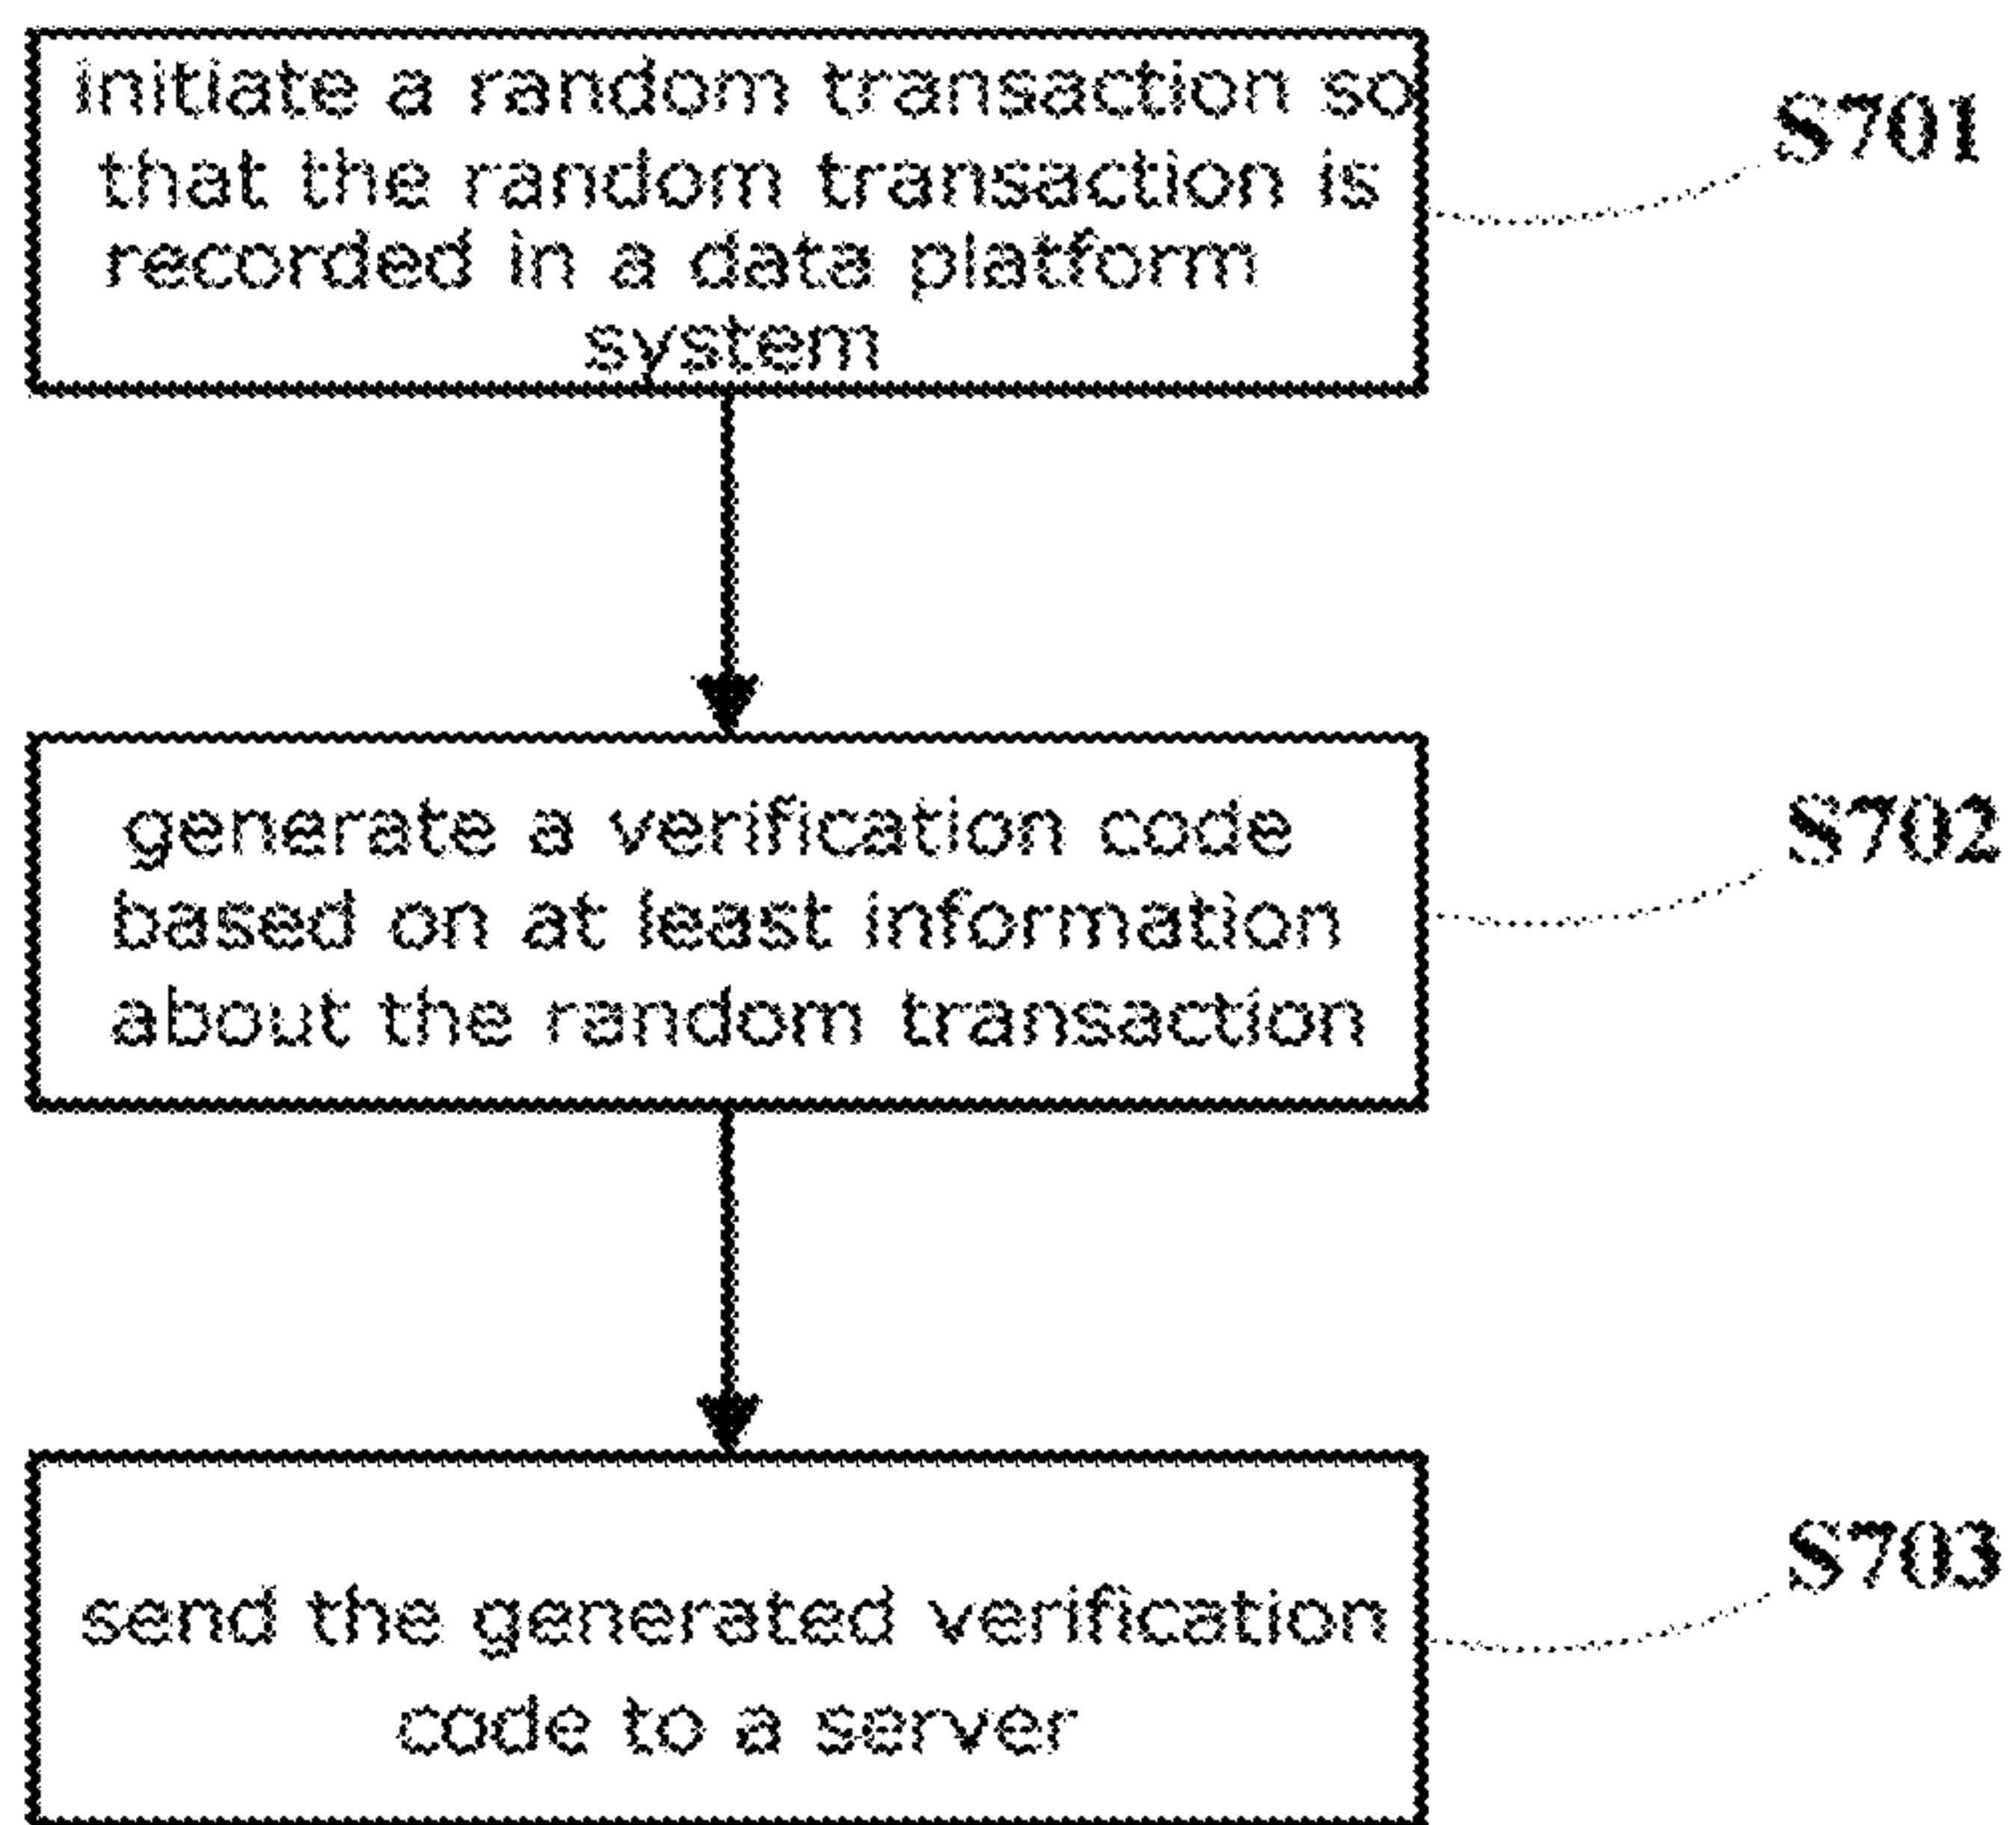 initiate a random transaction so
that the random transaction is
recorded in a data platform
system
S701
generate a verification code
based on at least information
about the random transaction
S702
send the generated verification
code to a server
S703